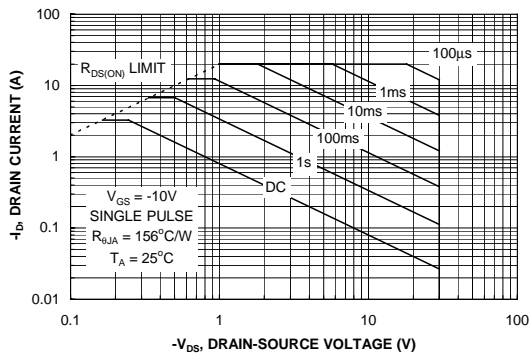 100
10
1
0.1
0.01
-I_D, DRAIN CURRENT (A)
R_DS(ON) LIMIT
100μs
1ms
10ms
100ms
1s
DC
V_GS = -10V
SINGLE PULSE
R_θJA = 156°C/W
T_A = 25°C
0.1 1 10 100
-V_DS, DRAIN-SOURCE VOLTAGE (V)